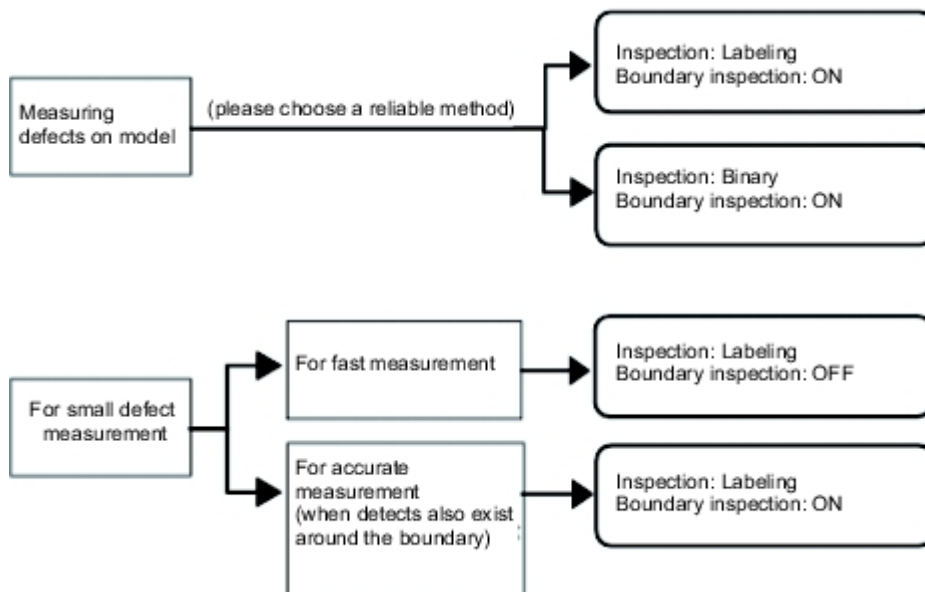 Measuring
defects on model
(please choose a reliable method)
Inspection: Labeling
Boundary inspection: ON
Inspection: Binary
Boundary inspection: ON
For small defect
measurement
For fast measurement
Inspection: Labeling
Boundary inspection: OFF
For accurate
measurement
(when detects also exist
around the boundary)
Inspection: Labeling
Boundary inspection: ON